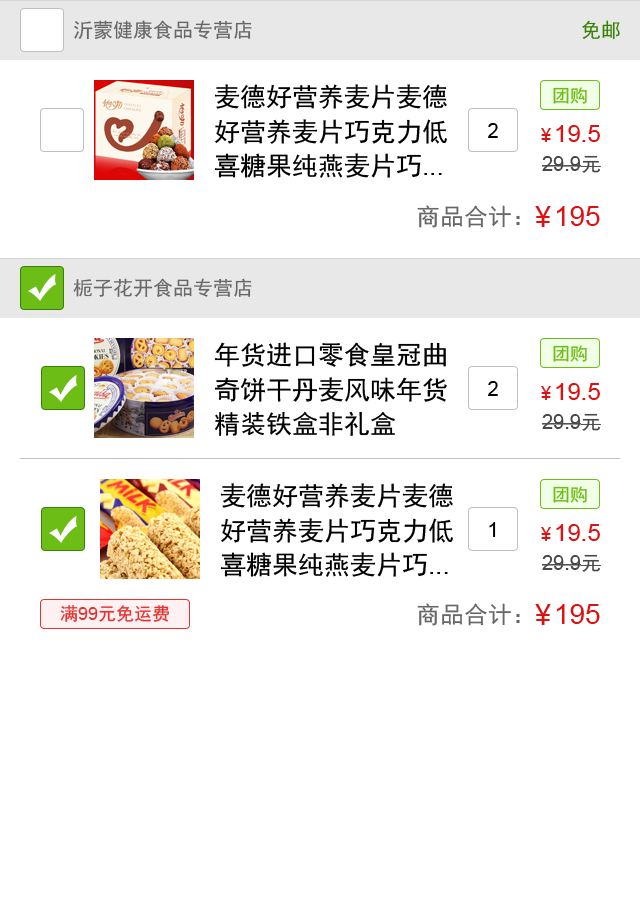 沂蒙健康食品专营店
免邮
麦德好营养麦片麦德
好营养麦片巧克力低
喜糖果纯燕麦片巧...
2
团购
¥19.5
29.9元
商品合计：¥195
栀子花开食品专营店
年货进口零食皇冠曲
奇饼干丹麦风味年货
精装铁盒非礼盒
2
团购
¥19.5
29.9元
MILK
麦德好营养麦片麦德
好营养麦片巧克力低
喜糖果纯燕麦片巧...
1
团购
¥19.5
29.9元
满99元免运费
商品合计：¥195